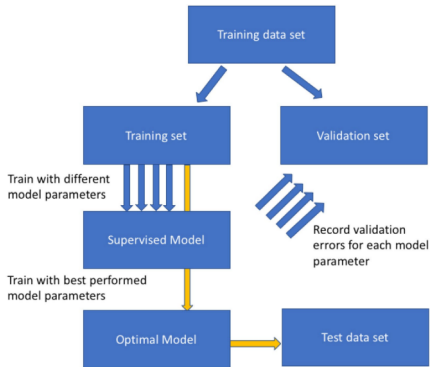 Training data set
Training set
Validation set
Train with different
model parameters
Supervised Model
Record validation
errors for each model
parameter
Train with best performed
model parameters
Optimal Model
Test data set